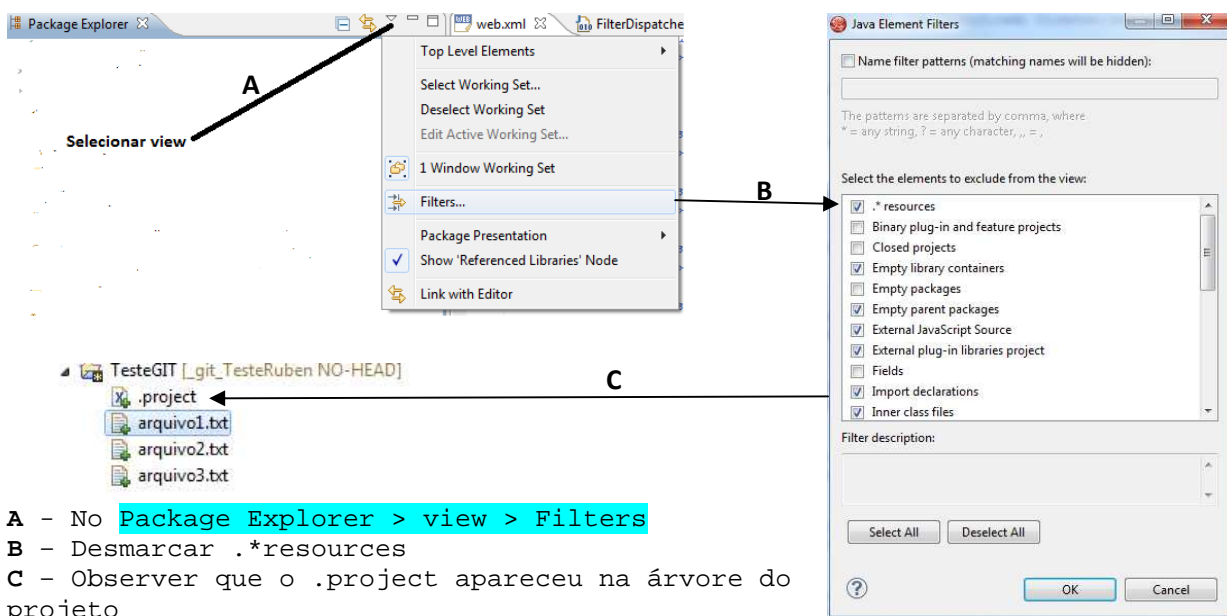 Package Explorer
web.xml
FilterDispatche
Top Level Elements
Select Working Set...
Deselect Working Set
Edit Active Working Set...
1 Window Working Set
Filters...
Package Presentation
Show 'Referenced Libraries' Node
Link with Editor
A
Selecionar view
B
Java Element Filters
Name filter patterns (matching names will be hidden):
The patterns are separated by comma, where
* = any string, ? = any character, ,, = ,
Select the elements to exclude from the view:
.* resources
Binary plug-in and feature projects
Closed projects
Empty library containers
Empty packages
Empty parent packages
External JavaScript Source
External plug-in libraries project
Fields
Import declarations
Inner class files
Filter description:
Select All
Deselect All
OK
Cancel
C
TesteGIT [_git_TesteRuben NO-HEAD]
.project
arquivo1.txt
arquivo2.txt
arquivo3.txt
A – No Package Explorer > view > Filters
B – Desmarcar .*resources
C – Observer que o .project apareceu na árvore do
projeto